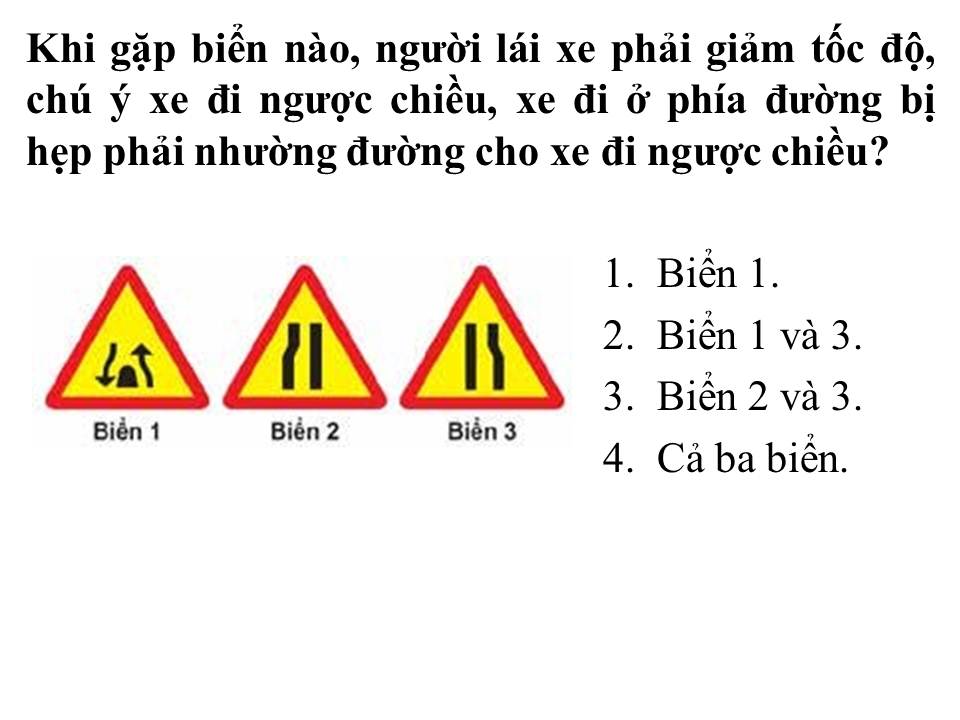 Khi gặp biển nào, người lái xe phải giảm tốc độ,
chú ý xe đi ngược chiều, xe đi ở phía đường bị
hẹp phải nhường đường cho xe đi ngược chiều?
1. Biển 1.
2. Biển 1 và 3.
3. Biển 2 và 3.
4. Cả ba biển.
Biển 1 Biển 2 Biển 3